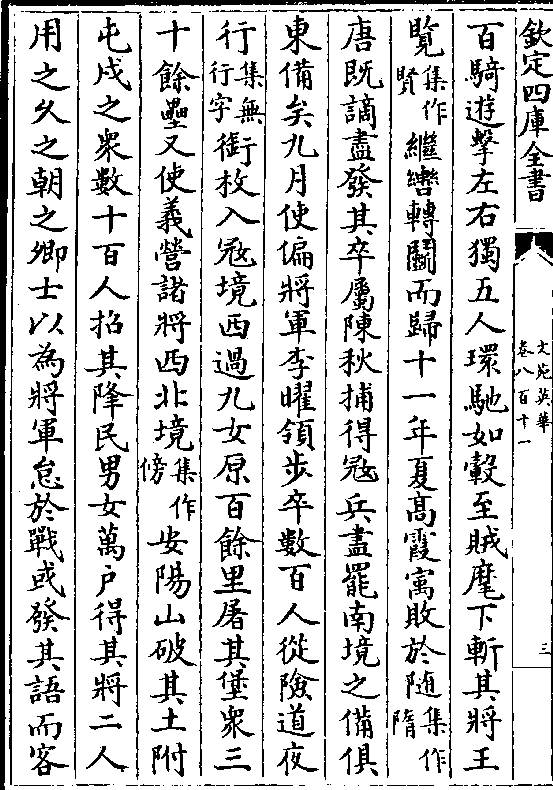 欽定四庫全書
文苑英華
卷八百十一
三
百騎遊擊左右獨五人環馳如轂至賊麾下斬其將王
覧集作賢繼轡轉鬬而歸十一年夏髙霞寓敗於随集作隋
唐既謫盡發其卒屬陳秋捕得冦兵盡罷南境之備俱
東備矣九月使偏將軍李曜領歩卒數百人從險道夜
行集無行字銜枚入冦境西過九女原百餘里屠其堡衆三
十餘壘又使義營諸將西北境集作傍安陽山破其土附
屯戍之衆數十百人招其降民男女萬户得其將二人
用之乆之朝之卿士以為將軍怠於戰或發其語而客